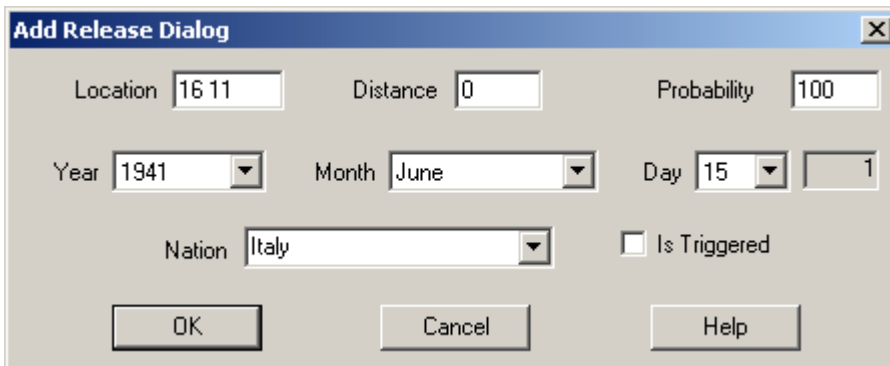 Add Release Dialog
Location 16 11 Distance 0 Probability 100
Year 1941 Month June Day 15 1
Nation Italy Is Triggered
OK Cancel Help